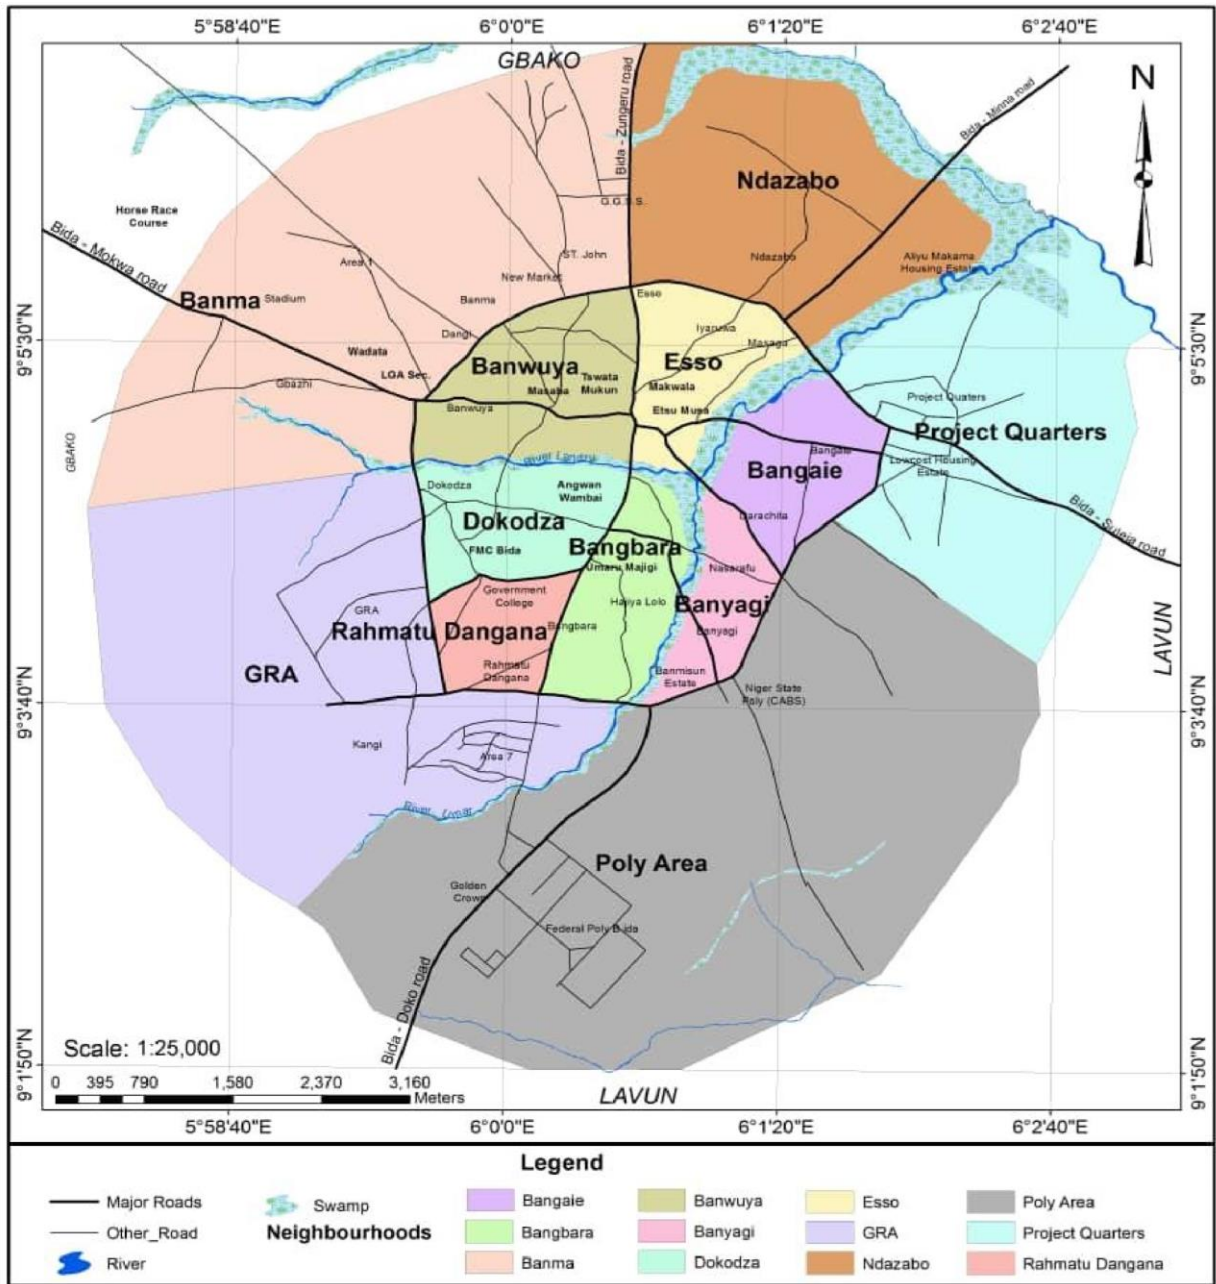 5°58'40"E
6°0'0"E
6°1'20"E
6°2'40"E
GBAKO
N
Bida - Zungeru road
Bida - Minna road
Ndazabo
Horse Race
Course
G.G.S.S.
Bida - Mokwa road
Area 1
ST. John
Ndazabo
Aliyu Makama
Housing Estate
New Market
Banma
Stadium
Banma
Esso
9°5'30"N
9°5'30"N
Dangi
Iyaruwa
Masaga
Wadata
Banwuya
Esso
LGA Sec.
Tswata
Mukun
Masaba
Makwala
Gbazhi
Banwuya
Etsu Musa
Project Quaters
Project Quarters
GBAKO
Bangaie
Bangaie
Lowcost Housing
Estate
River Landzu
Dokodza
Angwan
Wambai
Bida - Suleja road
Dokodza
Darachita
FMC Bida
Bangbara
Umaru Majigi
Nasarafu
Government
College
Hajiya Lolo
Banyagi
GRA
Rahmatu Dangana
Bangbara
Banyagi
LAVUN
GRA
Rahmatu
Dangana
Banmisun
Estate
Niger State
Poly (CABS)
9°3'40"N
9°3'40"N
Kangi
Area 7
River
Poly Area
Golden
Crown
Federal Poly Bida
Bida - Doko road
Scale: 1:25,000
9°1'50"N
9°1'50"N
0 395 790 1,580 2,370 3,160
Meters
LAVUN
5°58'40"E
6°0'0"E
6°1'20"E
6°2'40"E
Legend
Major Roads
Other_Road
River
Swamp
Neighbourhoods
Bangaie
Bangbara
Banma
Banwuya
Banyagi
Dokodza
Esso
GRA
Ndazabo
Poly Area
Project Quarters
Rahmatu Dangana